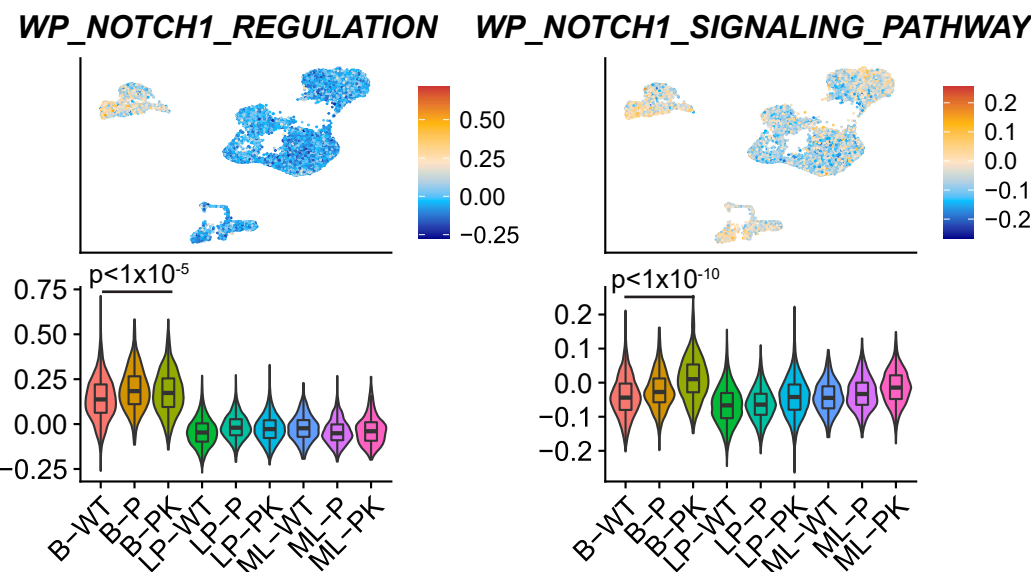 WP_NOTCH1_REGULATION
0.50
0.25
0.00
−0.25
p<1x10-5
0.75
0.50
0.25
0.00
−0.25
B−WT
B−P
B−PK
LP−WT
LP−P
LP−PK
ML−WT
ML−P
ML−PK
WP_NOTCH1_SIGNALING_PATHWAY
0.2
0.1
0.0
−0.1
−0.2
p<1x10-10
0.2
0.1
0.0
−0.1
−0.2
B−WT
B−P
B−PK
LP−WT
LP−P
LP−PK
ML−WT
ML−P
ML−PK